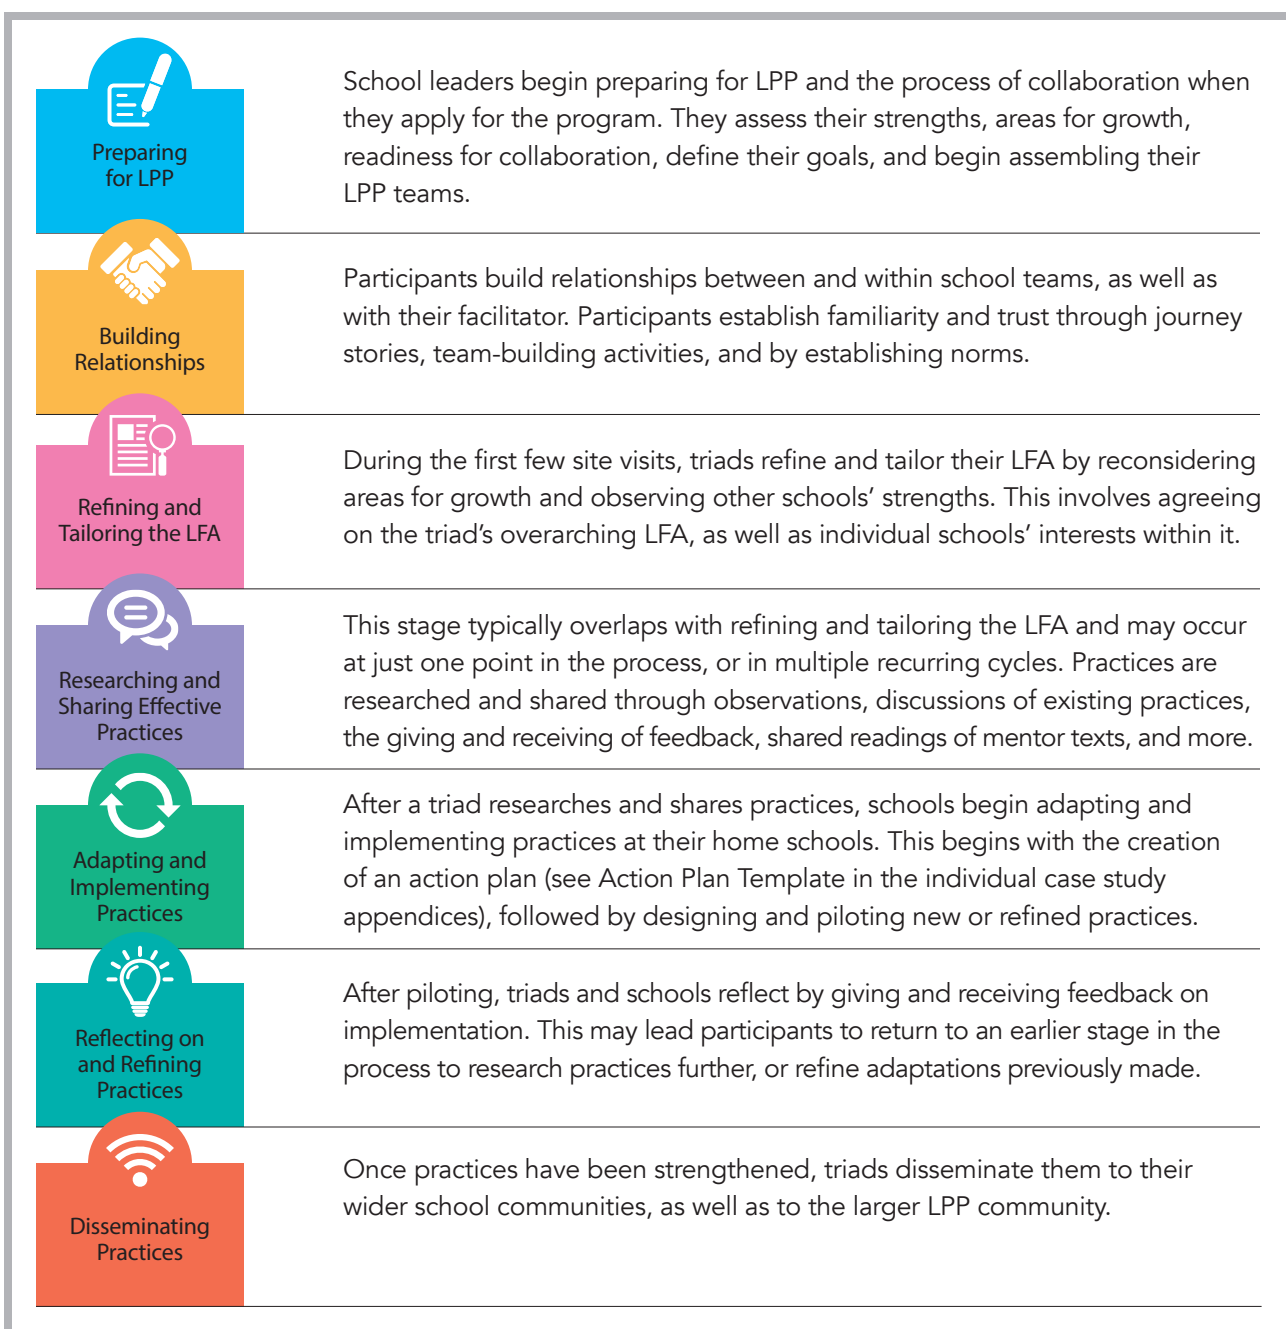 Preparing
for LPP
School leaders begin preparing for LPP and the process of collaboration when
they apply for the program. They assess their strengths, areas for growth,
readiness for collaboration, define their goals, and begin assembling their
LPP teams.
Building
Relationships
Participants build relationships between and within school teams, as well as
with their facilitator. Participants establish familiarity and trust through journey
stories, team-building activities, and by establishing norms.
Refining and
Tailoring the LFA
During the first few site visits, triads refine and tailor their LFA by reconsidering
areas for growth and observing other schools’ strengths. This involves agreeing
on the triad’s overarching LFA, as well as individual schools’ interests within it.
Researching and
Sharing Effective
Practices
This stage typically overlaps with refining and tailoring the LFA and may occur
at just one point in the process, or in multiple recurring cycles. Practices are
researched and shared through observations, discussions of existing practices,
the giving and receiving of feedback, shared readings of mentor texts, and more.
Adapting and
Implementing
Practices
After a triad researches and shares practices, schools begin adapting and
implementing practices at their home schools. This begins with the creation
of an action plan (see Action Plan Template in the individual case study
appendices), followed by designing and piloting new or refined practices.
Reflecting on
and Refining
Practices
After piloting, triads and schools reflect by giving and receiving feedback on
implementation. This may lead participants to return to an earlier stage in the
process to research practices further, or refine adaptations previously made.
Disseminating
Practices
Once practices have been strengthened, triads disseminate them to their
wider school communities, as well as to the larger LPP community.